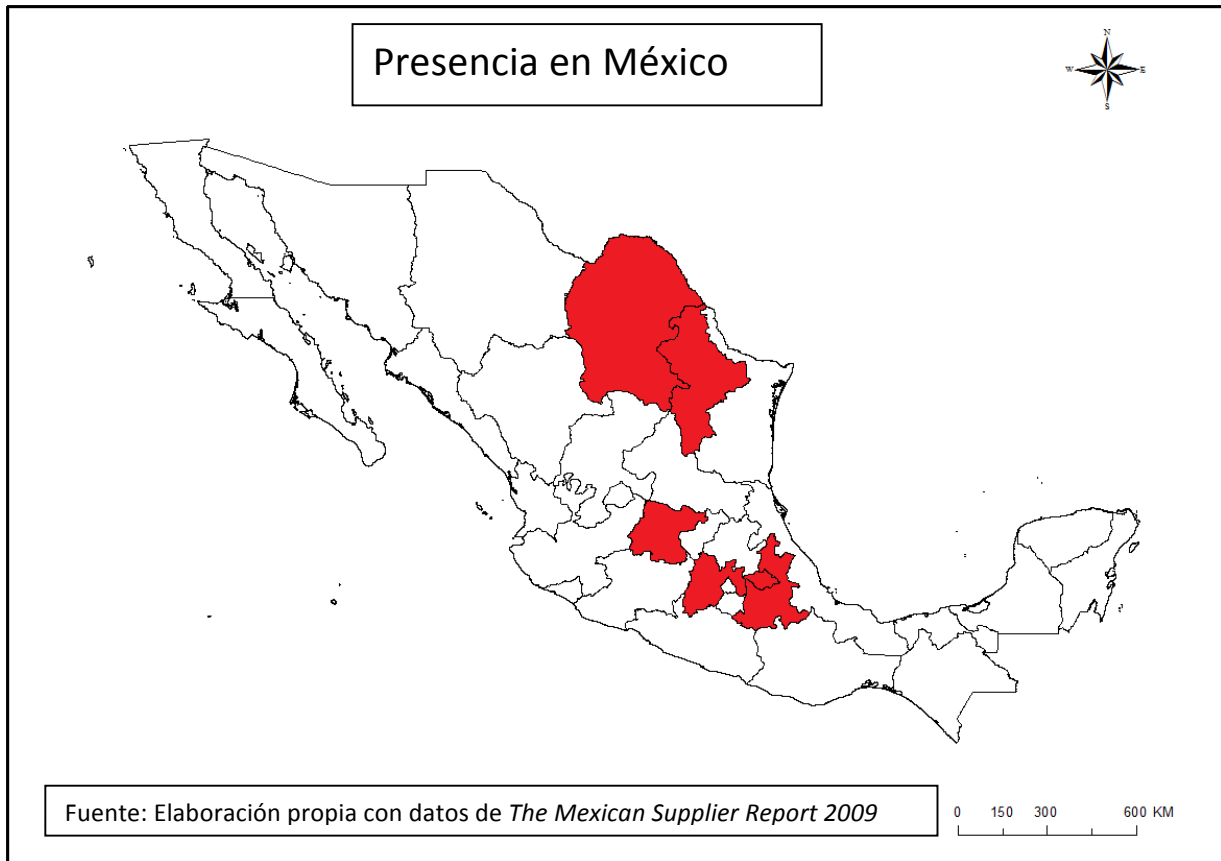 Presencia en México
N
W E
S
Fuente: Elaboración propia con datos de The Mexican Supplier Report 2009
0 150 300 600 KM